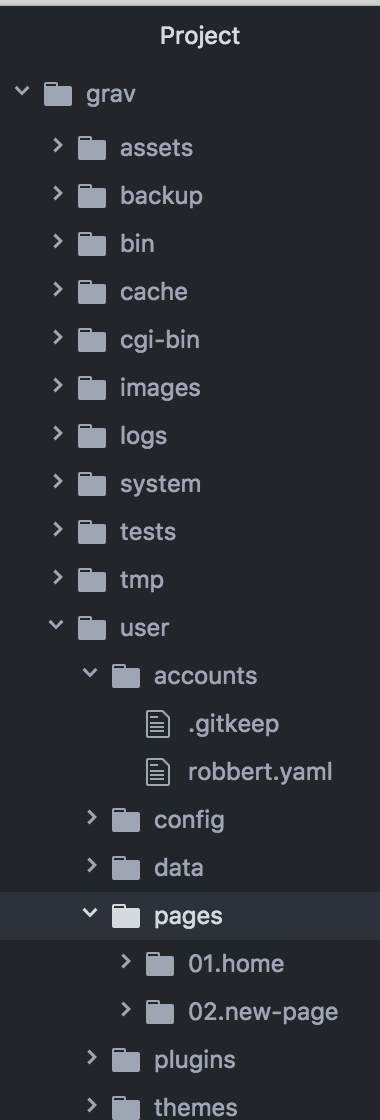 Project
grav
assets
backup
bin
cache
cgi-bin
images
logs
system
tests
tmp
user
accounts
.gitkeep
robbert.yaml
config
data
pages
01.home
02.new-page
plugins
themes